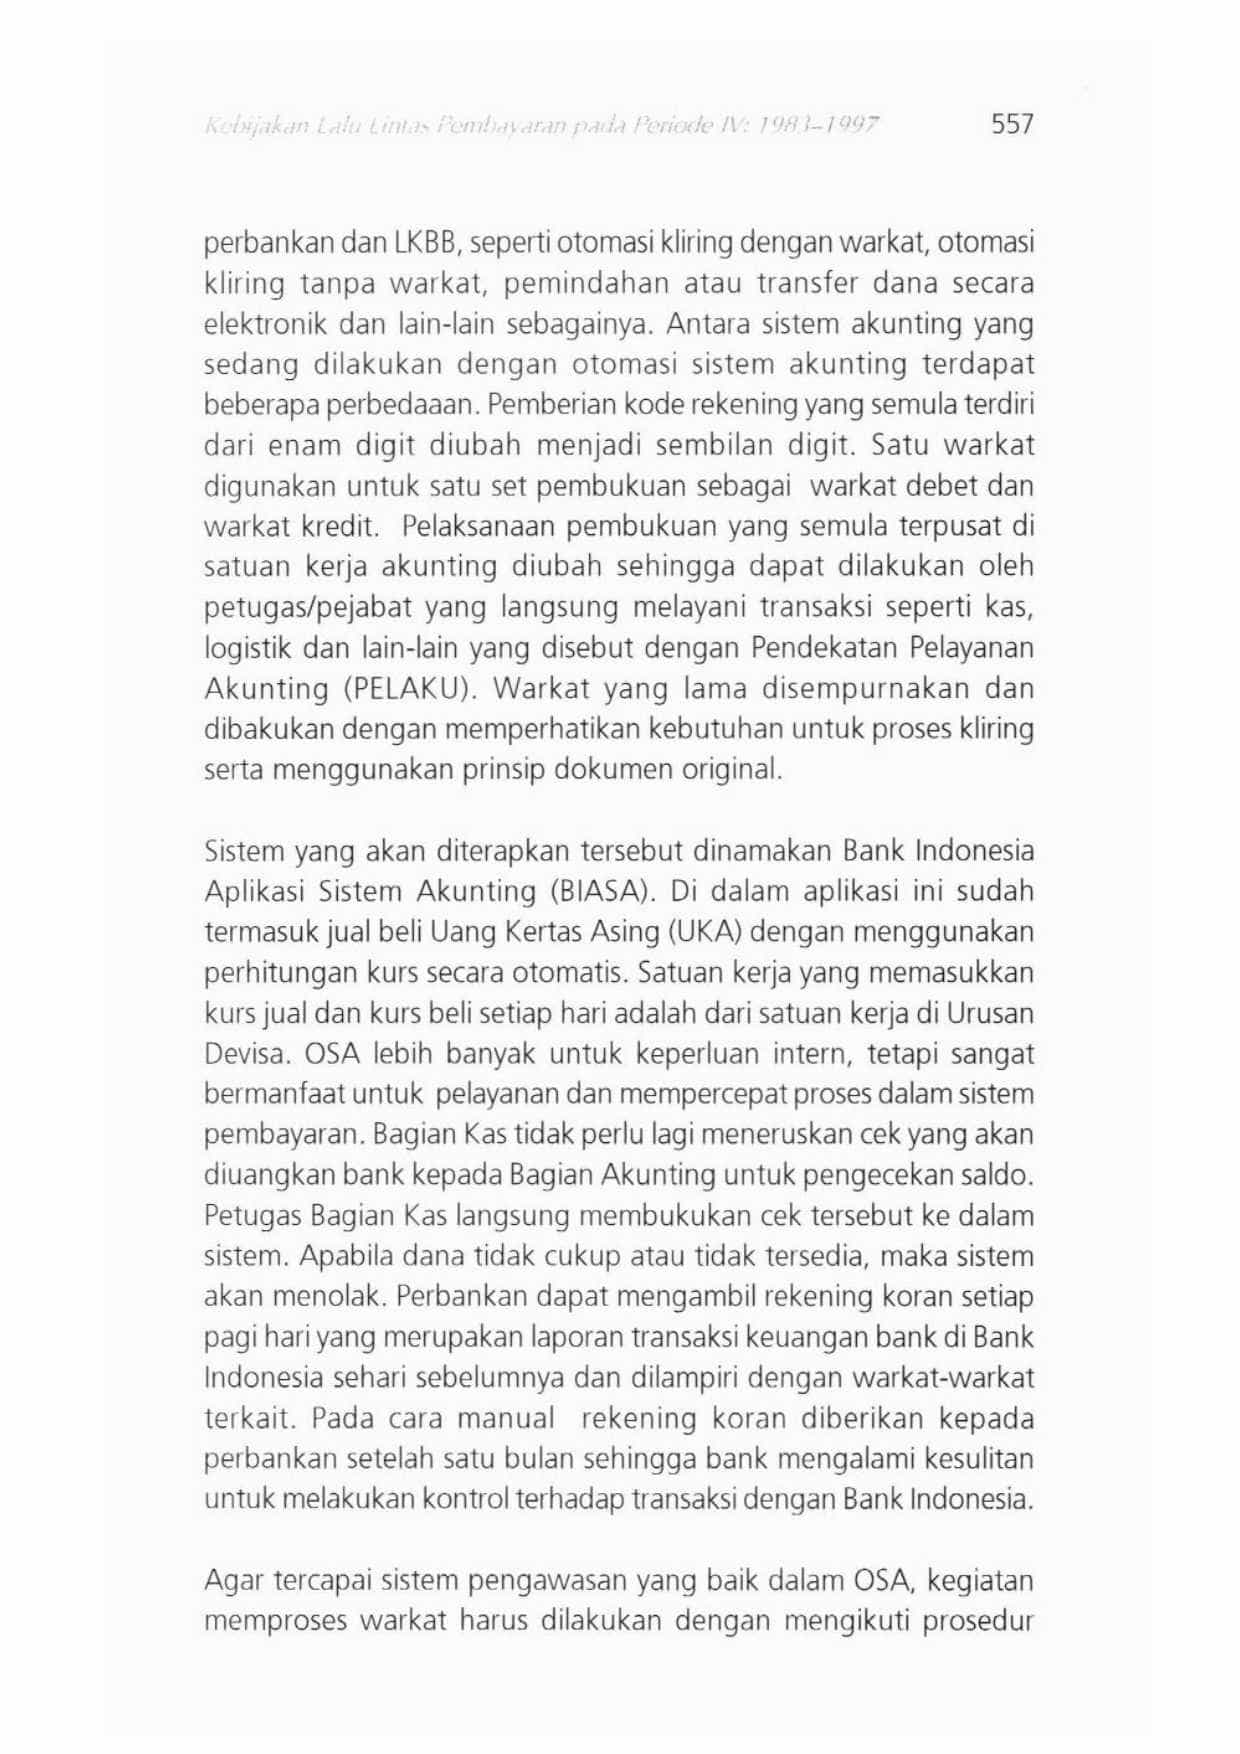 Kebijakan Lalu Lintas Pembayaran pada Periode IV: 1983–1997 557
perbankan dan LKBB, seperti otomasi kliring dengan warkat, otomasi
kliring tanpa warkat, pemindahan atau transfer dana secara
elektronik dan lain-lain sebagainya. Antara sistem akunting yang
sedang dilakukan dengan otomasi sistem akunting terdapat
beberapa perbedaaan. Pemberian kode rekening yang semula terdiri
dari enam digit diubah menjadi sembilan digit. Satu warkat
digunakan untuk satu set pembukuan sebagai warkat debet dan
warkat kredit. Pelaksanaan pembukuan yang semula terpusat di
satuan kerja akunting diubah sehingga dapat dilakukan oleh
petugas/pejabat yang langsung melayani transaksi seperti kas,
logistik dan lain-lain yang disebut dengan Pendekatan Pelayanan
Akunting (PELAKU). Warkat yang lama disempurnakan dan
dibakukan dengan memperhatikan kebutuhan untuk proses kliring
serta menggunakan prinsip dokumen original.
Sistem yang akan diterapkan tersebut dinamakan Bank Indonesia
Aplikasi Sistem Akunting (BIASA). Di dalam aplikasi ini sudah
termasuk jual beli Uang Kertas Asing (UKA) dengan menggunakan
perhitungan kurs secara otomatis. Satuan kerja yang memasukkan
kurs jual dan kurs beli setiap hari adalah dari satuan kerja di Urusan
Devisa. OSA lebih banyak untuk keperluan intern, tetapi sangat
bermanfaat untuk pelayanan dan mempercepat proses dalam sistem
pembayaran. Bagian Kas tidak perlu lagi meneruskan cek yang akan
diuangkan bank kepada Bagian Akunting untuk pengecekan saldo.
Petugas Bagian Kas langsung membukukan cek tersebut ke dalam
sistem. Apabila dana tidak cukup atau tidak tersedia, maka sistem
akan menolak. Perbankan dapat mengambil rekening koran setiap
pagi hari yang merupakan laporan transaksi keuangan bank di Bank
Indonesia sehari sebelumnya dan dilampiri dengan warkat-warkat
terkait. Pada cara manual rekening koran diberikan kepada
perbankan setelah satu bulan sehingga bank mengalami kesulitan
untuk melakukan kontrol terhadap transaksi dengan Bank Indonesia.
Agar tercapai sistem pengawasan yang baik dalam OSA, kegiatan
memproses warkat harus dilakukan dengan mengikuti prosedur